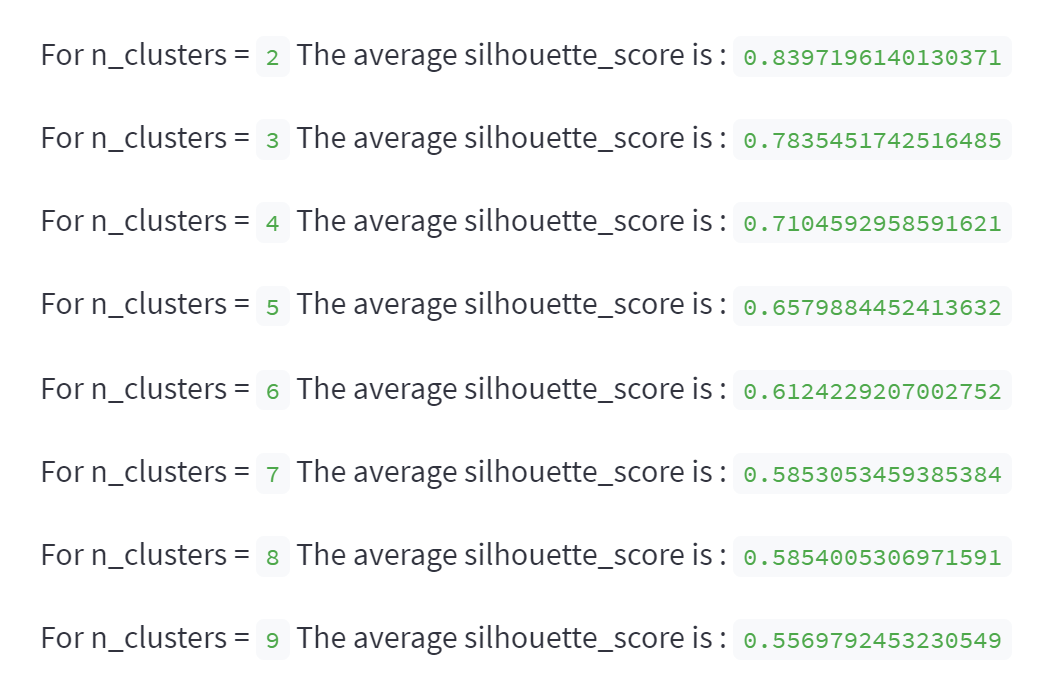 For n_clusters = 2 The average silhouette_score is : 0.8397196140130371
For n_clusters = 3 The average silhouette_score is : 0.7835451742516485
For n_clusters = 4 The average silhouette_score is : 0.7104592958591621
For n_clusters = 5 The average silhouette_score is : 0.6579884452413632
For n_clusters = 6 The average silhouette_score is : 0.6124229207002752
For n_clusters = 7 The average silhouette_score is : 0.5853053459385384
For n_clusters = 8 The average silhouette_score is : 0.5854005306971591
For n_clusters = 9 The average silhouette_score is : 0.5569792453230549